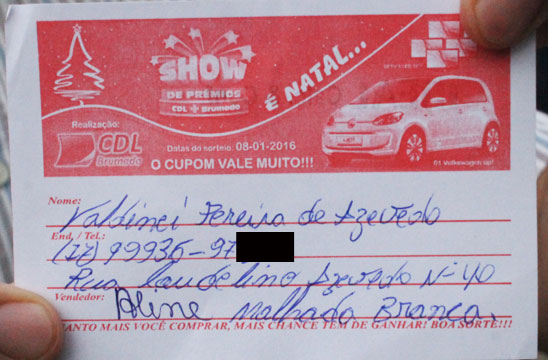 SHOW
DE PRÊMIOS
CDL Brumado
É NATAL...
Realização:
CDL
Brumado
Datas do sorteio: 08-01-2016
O CUPOM VALE MUITO!!!
01 Volkswagen up!
Nome: Valdinei Pereira de Azevedo
End. / Tel.:
99936-97
Rua Laudelino Azevedo Nº 40
Vendedor: Aline Malhada Branca,
QUANTO MAIS VOCÊ COMPRAR, MAIS CHANCE TEM DE GANHAR! BOA SORTE!!!